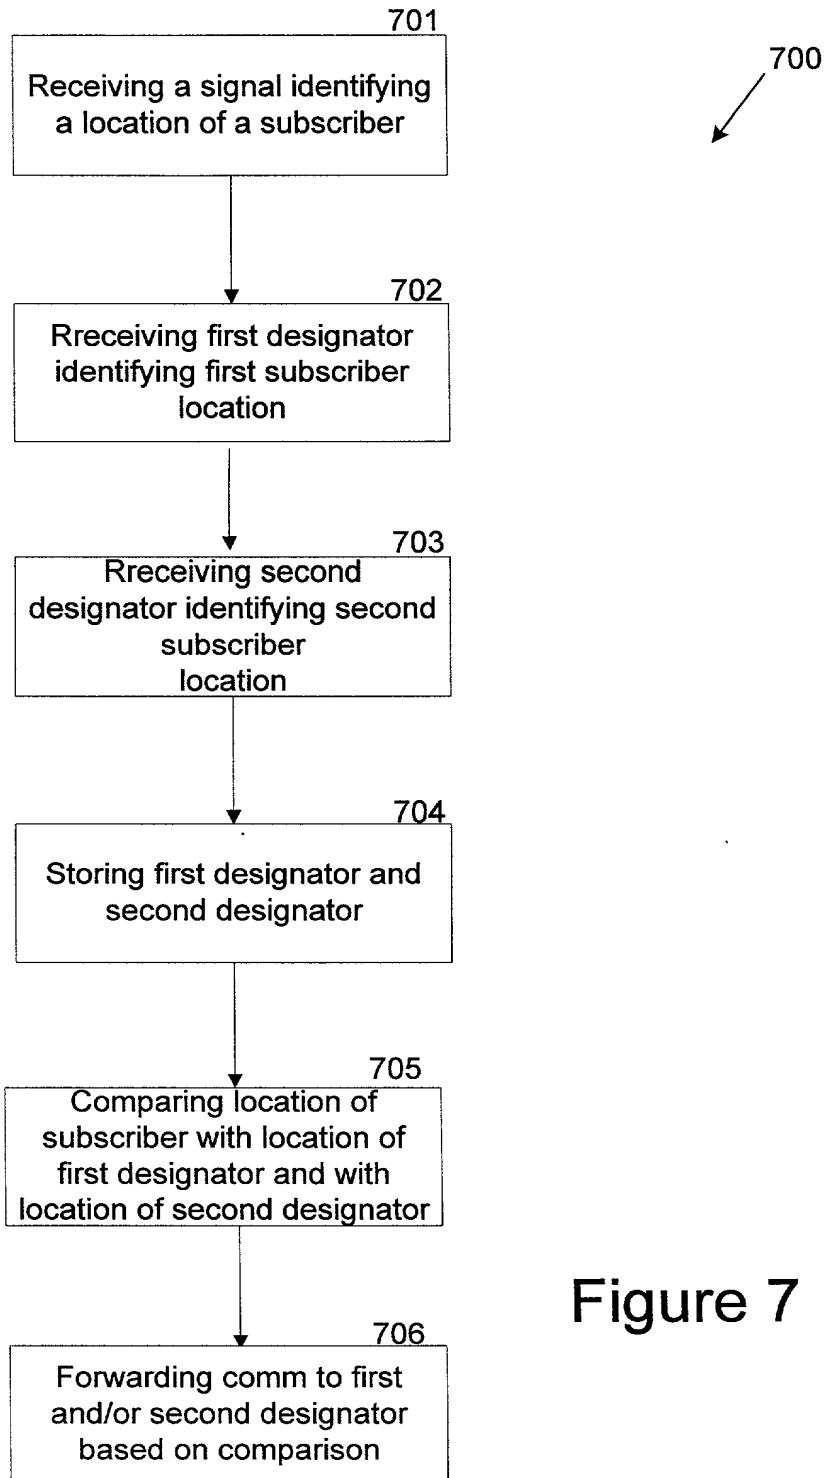 701
Receiving a signal identifying
a location of a subscriber
700
702
Rreceiving first designator
identifying first subscriber
location
703
Rreceiving second
designator identifying second
subscriber
location
704
Storing first designator and
second designator
705
Comparing location of
subscriber with location of
first designator and with
location of second designator
706
Forwarding comm to first
and/or second designator
based on comparison
Figure 7